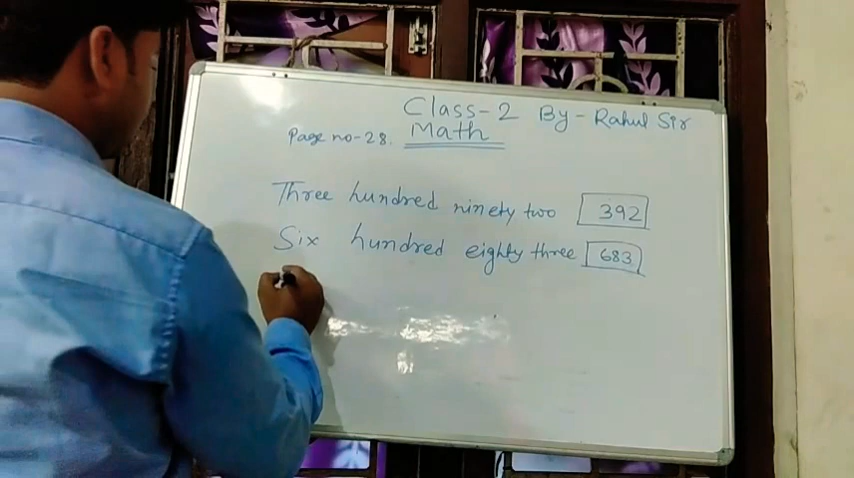 Class-2 By-Rahul Sir
Page no-28. Math
Three hundred ninety two 392
Six hundred eighty three 683